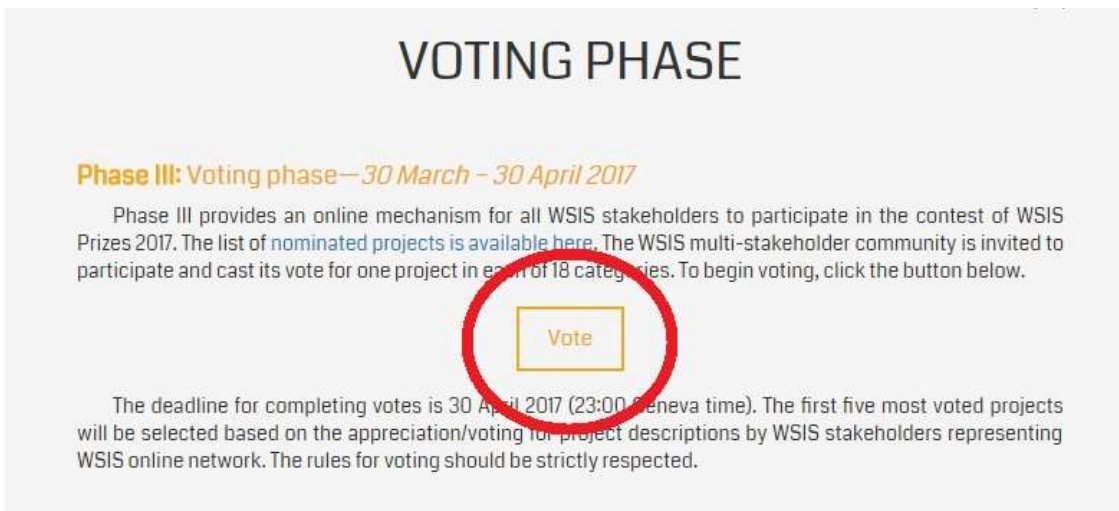 VOTING PHASE
Phase III: Voting phase—30 March – 30 April 2017
Phase III provides an online mechanism for all WSIS stakeholders to participate in the contest of WSIS
Prizes 2017. The list of nominated projects is available here. The WSIS multi-stakeholder community is invited to
participate and cast its vote for one project in each of 18 categories. To begin voting, click the button below.
Vote
The deadline for completing votes is 30 April 2017 (23:00 Geneva time). The first five most voted projects
will be selected based on the appreciation/voting for project descriptions by WSIS stakeholders representing
WSIS online network. The rules for voting should be strictly respected.